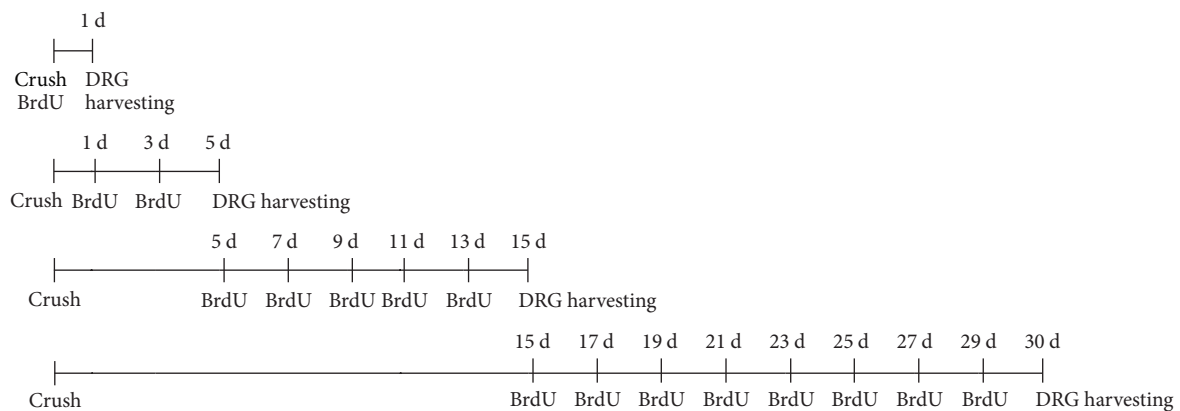 1 d
Crush DRG
BrdU harvesting
1 d 3 d 5 d
Crush BrdU BrdU DRG harvesting
5 d 7 d 9 d 11 d 13 d 15 d
Crush BrdU BrdU BrdU BrdU BrdU DRG harvesting
15 d 17 d 19 d 21 d 23 d 25 d 27 d 29 d 30 d
Crush BrdU BrdU BrdU BrdU BrdU BrdU BrdU BrdU DRG harvesting